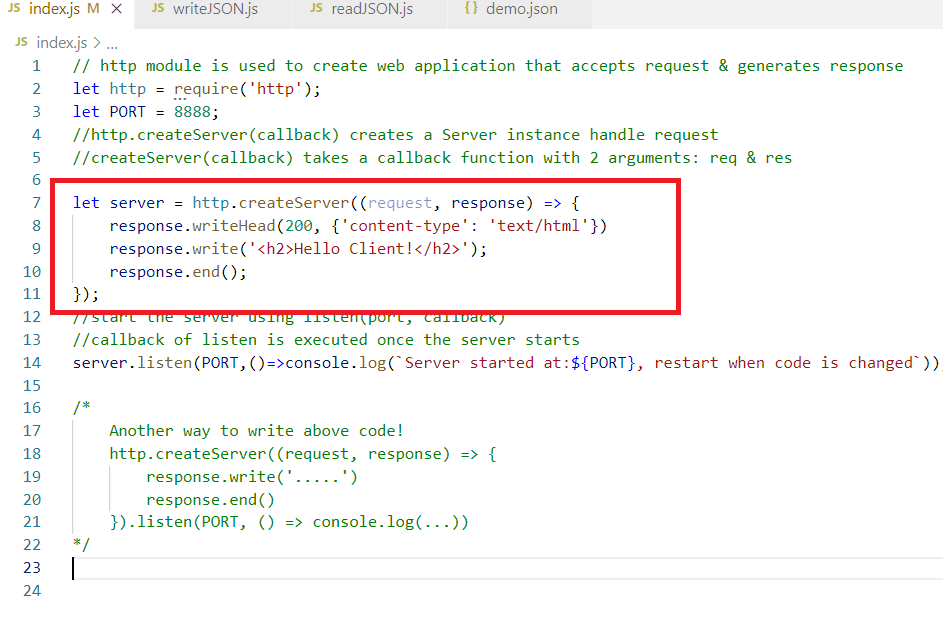 JS index.js M × JS writeJSON.js JS readJSON.js {} demo.json
JS index.js > ...
1 // http module is used to create web application that accepts request & generates response
2 let http = require('http');
3 let PORT = 8888;
4 //http.createServer(callback) creates a Server instance handle request
5 //createServer(callback) takes a callback function with 2 arguments: req & res
6
7 let server = http.createServer((request, response) => {
8     response.writeHead(200, {'content-type': 'text/html'})
9     response.write('<h2>Hello Client!</h2>');
10     response.end();
11 });
12 //start the server using listen(port, callback)
13 //callback of listen is executed once the server starts
14 server.listen(PORT,()=>console.log(`Server started at:${PORT}, restart when code is changed`));
15
16 /*
17     Another way to write above code!
18     http.createServer((request, response) => {
19         response.write('.....')
20         response.end()
21     }).listen(PORT, () => console.log(...))
22 */
23
24